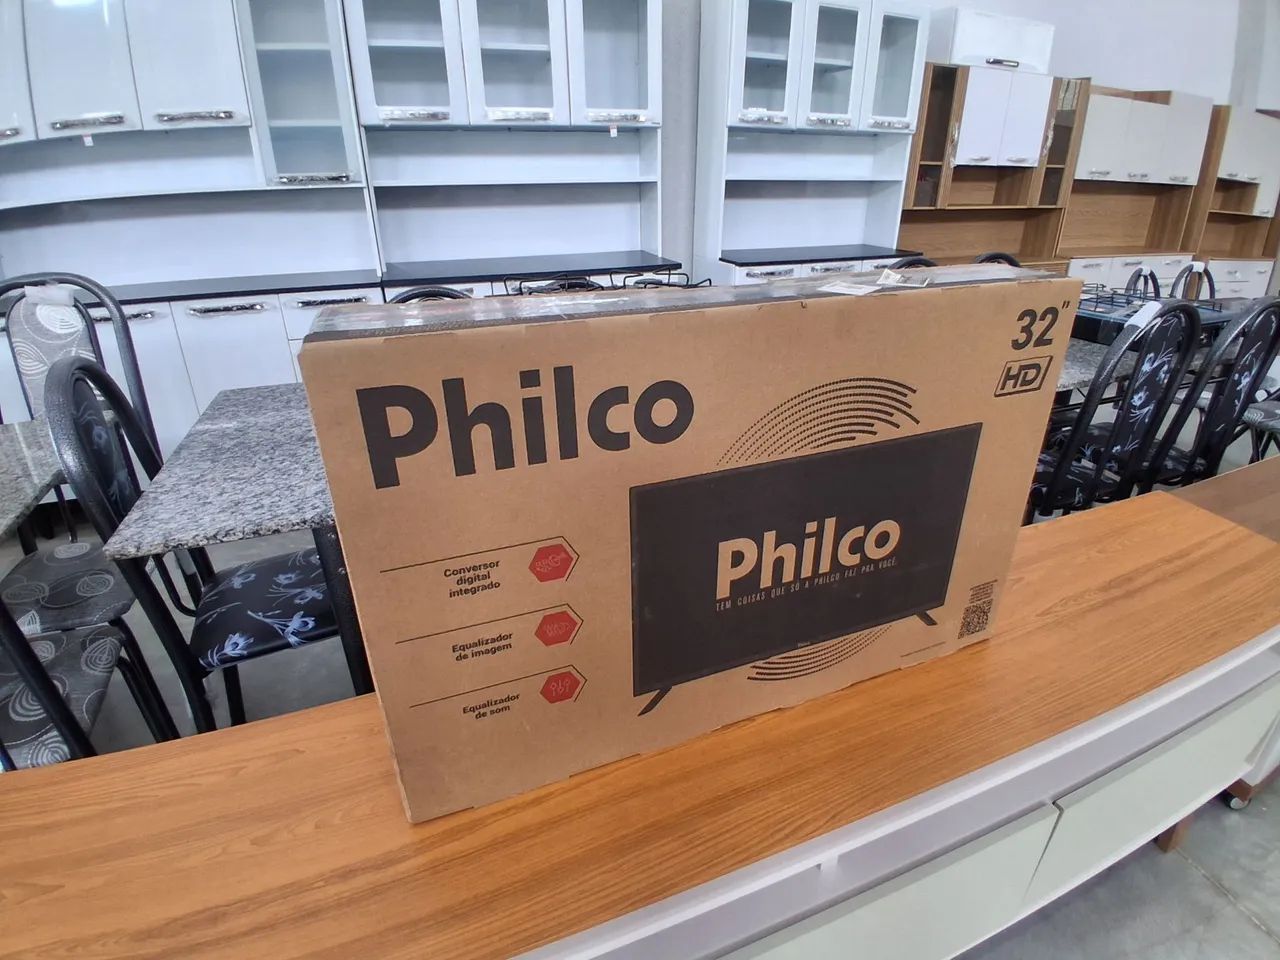 Philco
32"
HD
Conversor
digital
integrado
Equalizador
de imagem
Equalizador
de som
Philco
TEM COISAS QUE SÓ A PHILCO FAZ PRA VOCÊ.